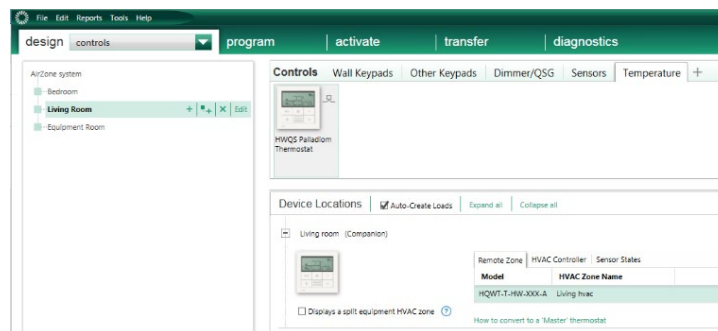 File Edit Reports Tools Help
design controls program activate transfer diagnostics
AirZone system
Bedroom
Living Room + × Edit
Equipment Room
Controls Wall Keypads Other Keypads Dimmer/QSG Sensors Temperature +
HWQS Palladiom
Thermostat
Device Locations Auto-Create Loads Expand all Collapse all
Living room (Companion)
Remote Zone HVAC Controller Sensor States
Model HVAC Zone Name
HQWT-T-HW-XXX-A Living hvac
Displays a split equipment HVAC zone ?
How to convert to a 'Master' thermostat